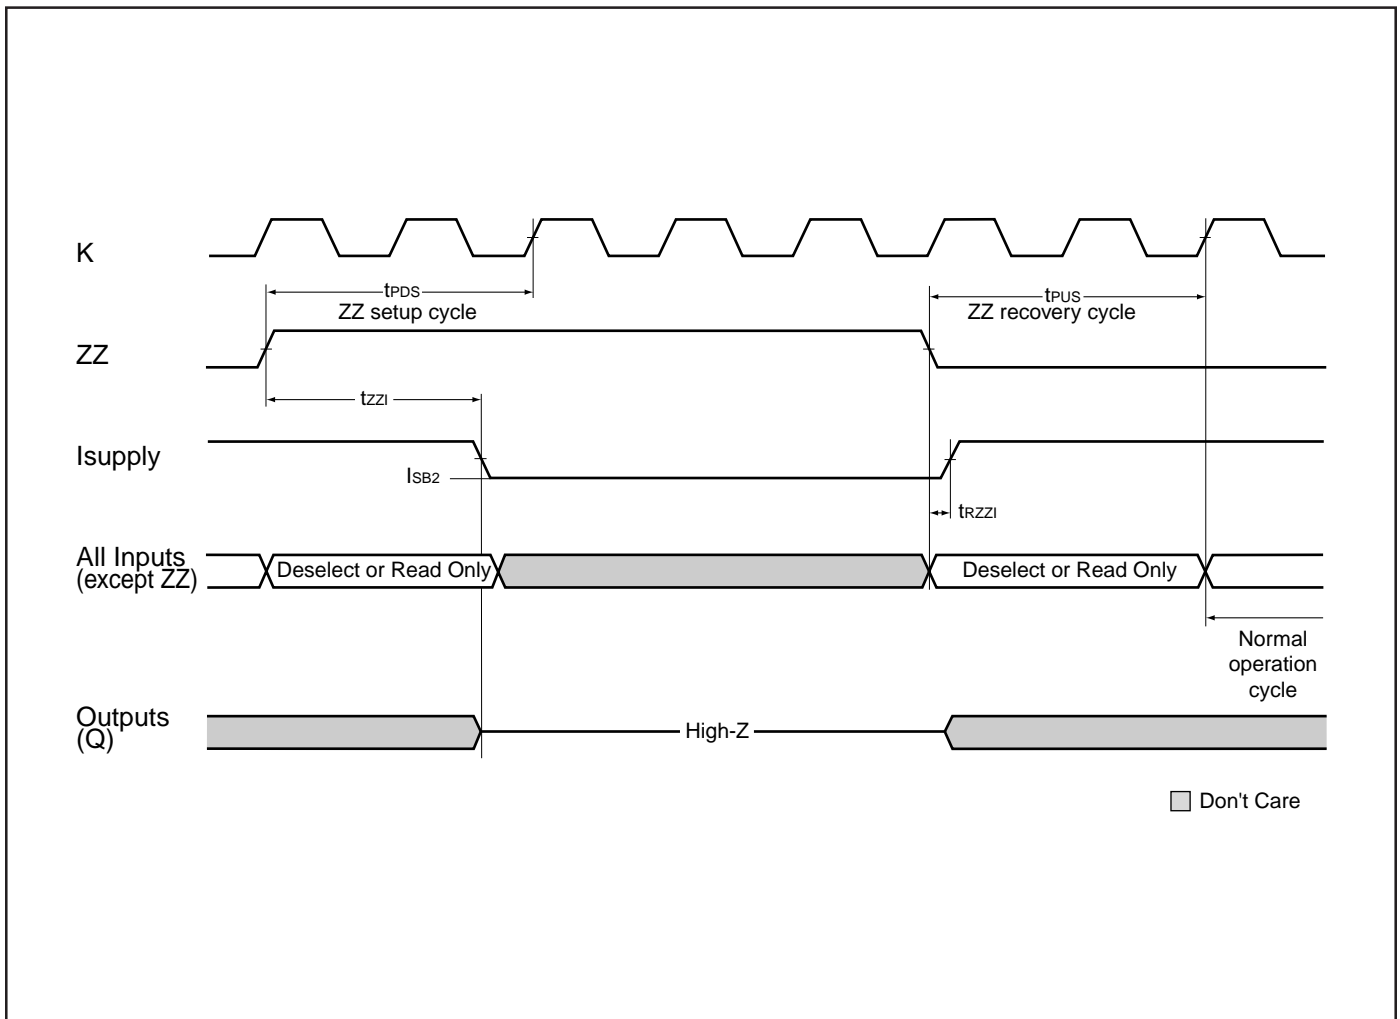 K
tPDS
ZZ setup cycle
tPUS
ZZ recovery cycle
ZZ
tZZI
Isupply
ISB2
tRZZI
All Inputs
(except ZZ)
Deselect or Read Only
Deselect or Read Only
Normal
operation
cycle
Outputs
(Q)
High-Z
Don't Care